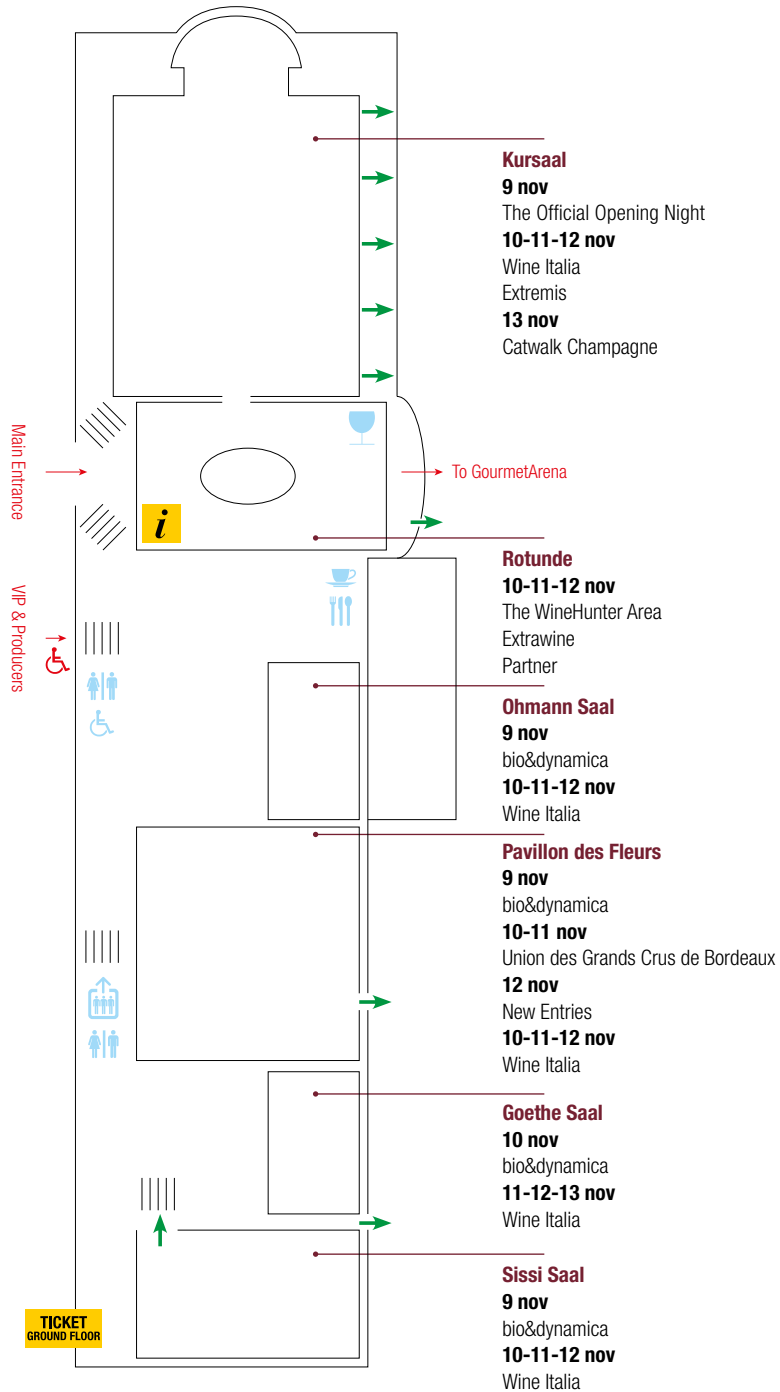 Kursaal
9 nov
The Official Opening Night
10-11-12 nov
Wine Italia
Extremis
13 nov
Catwalk Champagne
Main Entrance
To GourmetArena
i
VIP & Producers
Rotunde
10-11-12 nov
The WineHunter Area
Extrawine
Partner
Ohmann Saal
9 nov
bio&dynamica
10-11-12 nov
Wine Italia
Pavillon des Fleurs
9 nov
bio&dynamica
10-11 nov
Union des Grands Crus de Bordeaux
12 nov
New Entries
10-11-12 nov
Wine Italia
Goethe Saal
10 nov
bio&dynamica
11-12-13 nov
Wine Italia
Sissi Saal
9 nov
bio&dynamica
10-11-12 nov
Wine Italia
TICKET
GROUND FLOOR